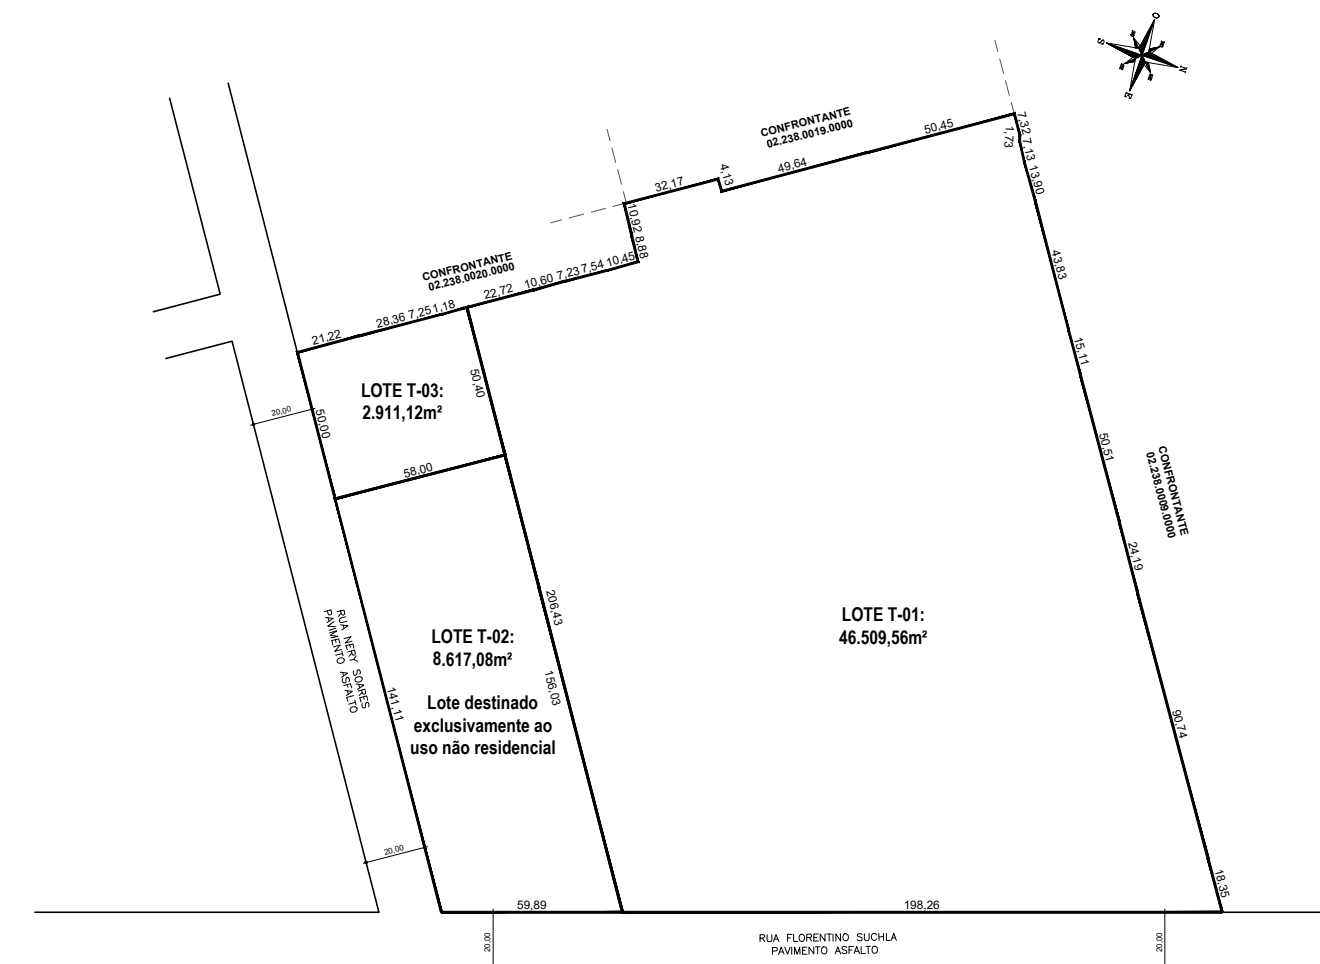 O
S
N
E
CONFRONTANTE
02.238.0019.0000
50,45
49,64
4,13
32,17
10,92
8,88
7,32
1,73
7,13
13,90
43,83
15,11
50,51
24,19
90,74
18,35
CONFRONTANTE
02.238.0009.0000
CONFRONTANTE
02.238.0020.0000
21,22
28,36
7,25
1,18
22,72
10,60
7,23
7,54
10,45
LOTE T-03:
2.911,12m²
50,40
20,00
50,00
58,00
RUA NERY SOARES
PAVIMENTO ASFALTO
LOTE T-02:
8.617,08m²
Lote destinado
exclusivamente ao
uso não residencial
206,43
156,03
141,11
20,00
LOTE T-01:
46.509,56m²
59,89
198,26
20,00
RUA FLORENTINO SUCHLA
PAVIMENTO ASFALTO
20,00